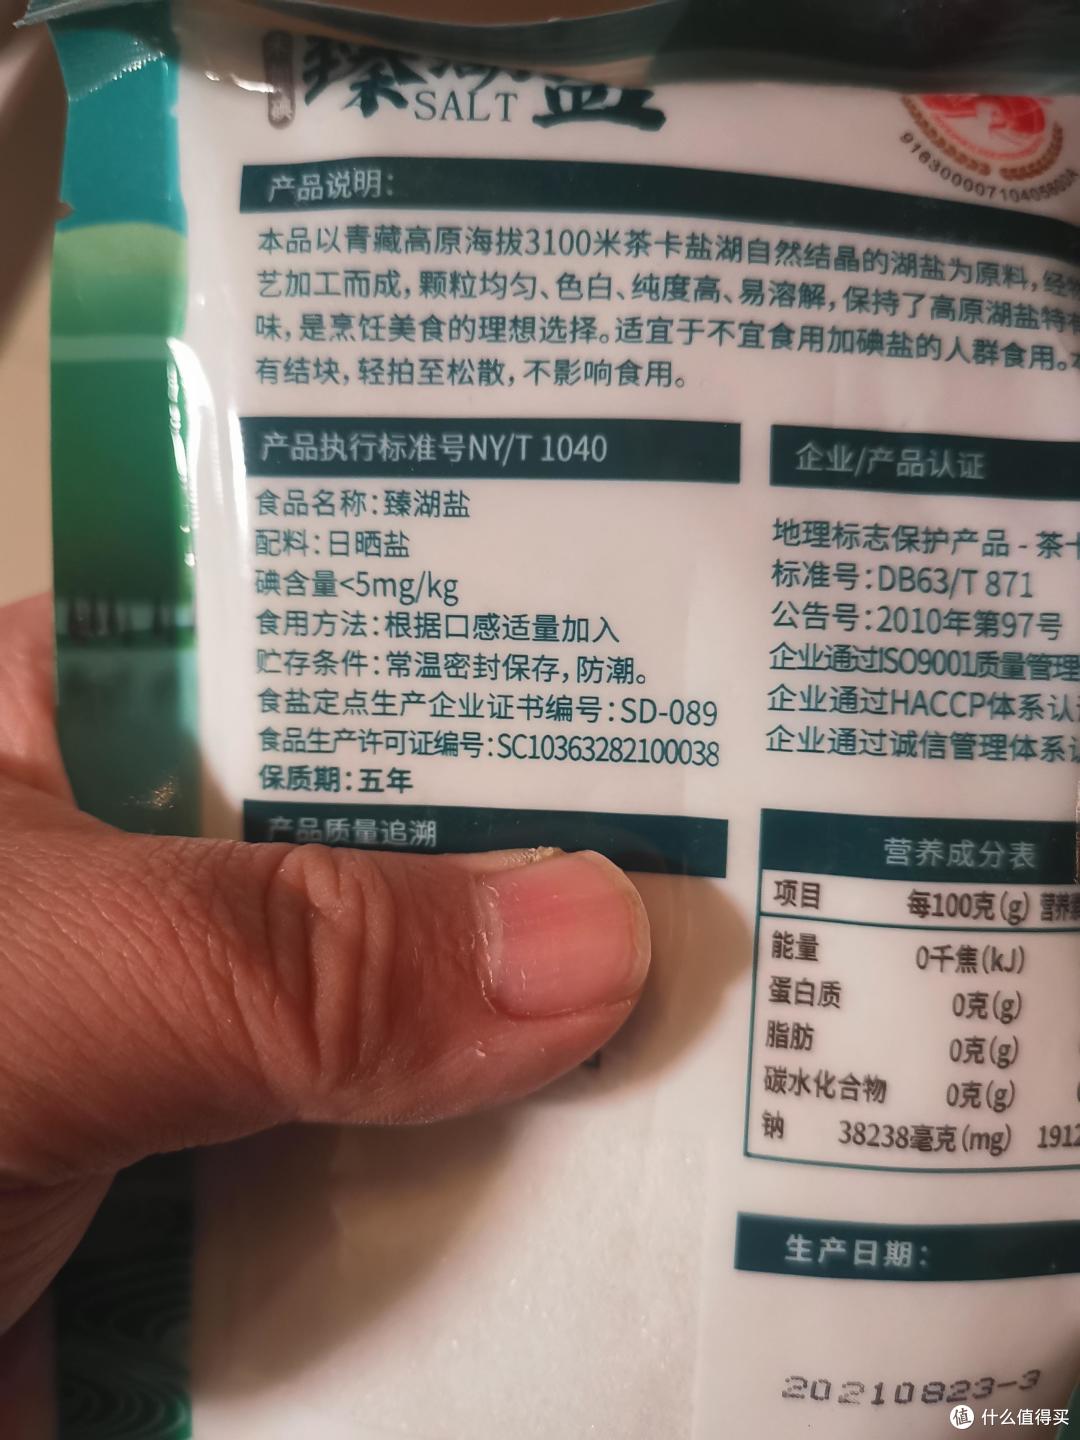 臻湖盐
SALT
产品说明：
本品以青藏高原海拔3100米茶卡盐湖自然结晶的湖盐为原料，经
艺加工而成，颗粒均匀、色白、纯度高、易溶解，保持了高原湖盐特有
味，是烹饪美食的理想选择。适宜于不宜食用加碘盐的人群食用。
有结块，轻拍至松散，不影响食用。
产品执行标准号NY/T 1040
食品名称：臻湖盐
配料：日晒盐
碘含量<5mg/kg
食用方法：根据口感适量加入
贮存条件：常温密封保存，防潮。
食盐定点生产企业证书编号：SD-089
食品生产许可证编号：SC10363282100038
保质期：五年
产品质量追溯
企业/产品认证
地理标志保护产品 - 茶卡
标准号：DB63/T 871
公告号：2010年第97号
企业通过ISO9001质量管理
企业通过HACCP体系认
企业通过诚信管理体系
营养成分表
项目 每100克(g) 营养
能量 0千焦(kJ)
蛋白质 0克(g)
脂肪 0克(g)
碳水化合物 0克(g)
钠 38238毫克(mg) 1912
生产日期：
20210823-3
值 什么值得买